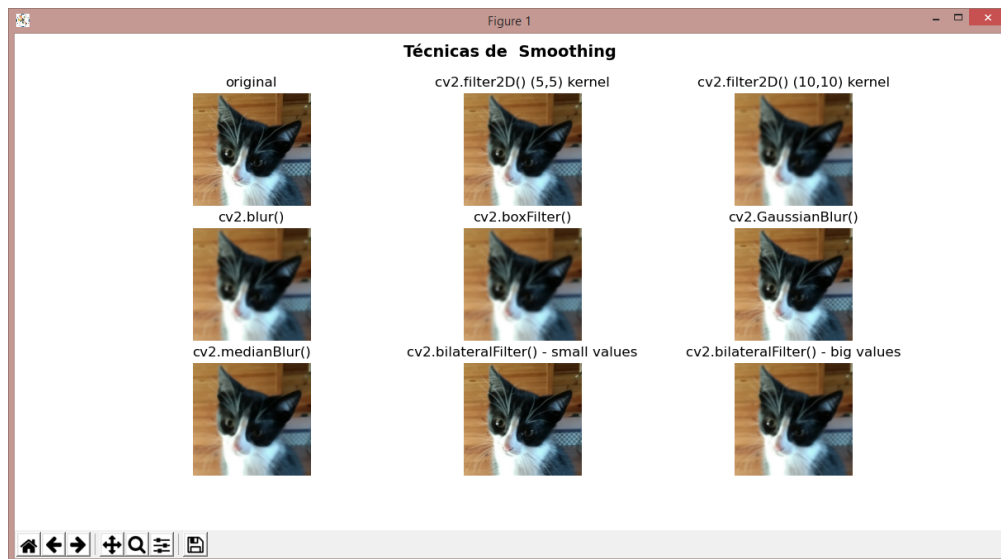 Figure 1
Técnicas de  Smoothing
original
cv2.filter2D() (5,5) kernel
cv2.filter2D() (10,10) kernel
cv2.blur()
cv2.boxFilter()
cv2.GaussianBlur()
cv2.medianBlur()
cv2.bilateralFilter() - small values
cv2.bilateralFilter() - big values